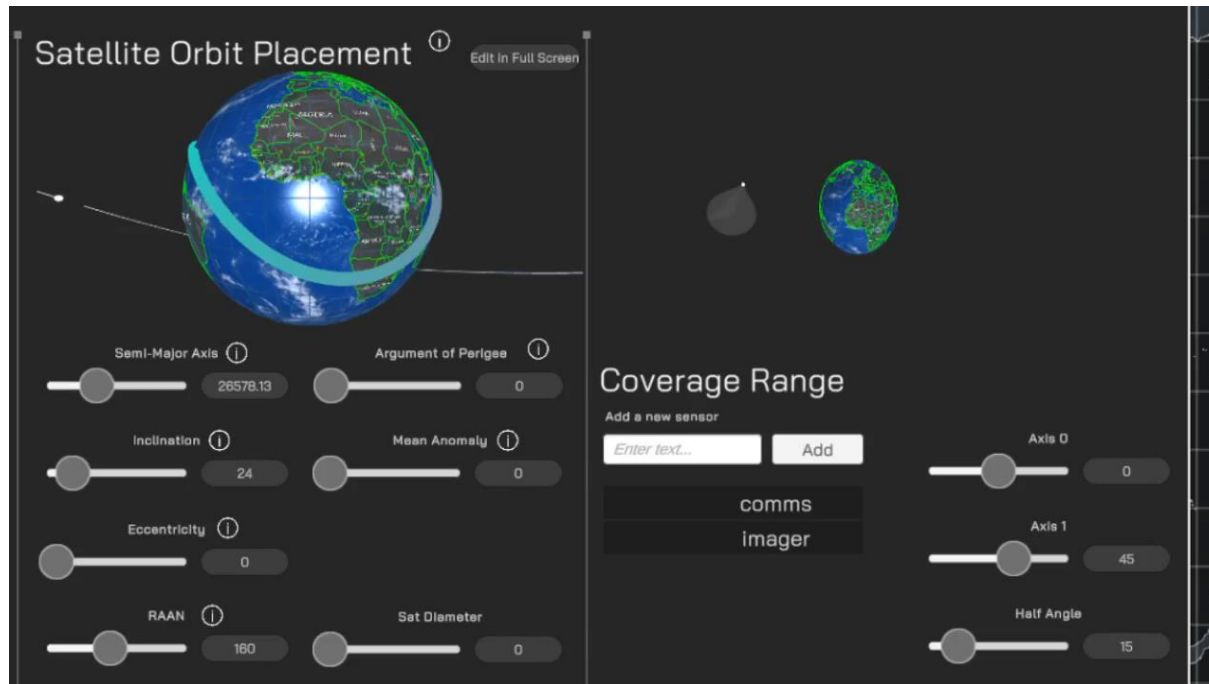 Satellite Orbit Placement
Edit In Full Screen
ALGERIA
Semi-Major Axis
26578.13
Argument of Perigee
0
Inclination
24
Mean Anomaly
0
Eccentricity
0
RAAN
160
Sat Diameter
0
Coverage Range
Add a new sensor
Enter text...
Add
comms
imager
Axis 0
0
Axis 1
45
Half Angle
15